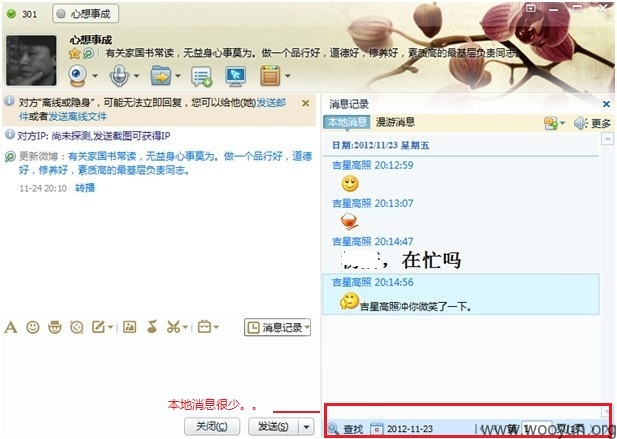 301 心想事成
心想事成
有关家国书常读，无益身心事莫为。做一个品行好，道德好，修养好，素质高的最基层负责同志。
对方"离线或隐身"，可能无法立即回复，您可以给他(她)发送邮
件或者发送离线文件
对方IP: 尚未探测,发送截图可获得IP
更新微博：有关家国书常读，无益身心事莫为。做一个品行好，道德
好，修养好，素质高的最基层负责同志。
11-24 20:10 转播
消息记录
本地消息很少。。
关闭(C) 发送(S)
消息记录
本地消息 漫游消息 更多
日期:2012/11/23 星期五
吉星高照 20:12:59
吉星高照 20:13:07
吉星高照 20:14:47
，在忙吗
吉星高照 20:14:56
吉星高照冲你微笑了一下。
查找 2012-11-23 第 1
www.wooyun.org